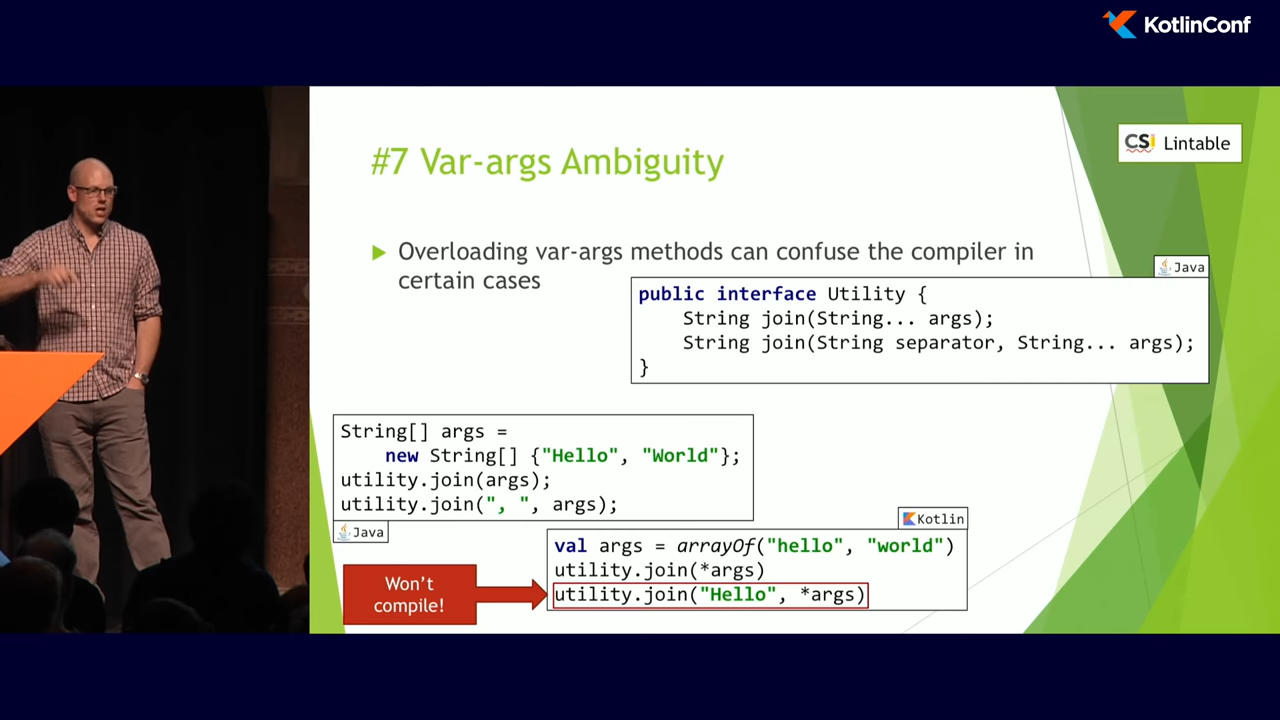 KotlinConf
CS! Lintable
#7 Var-args Ambiguity
Overloading var-args methods can confuse the compiler in
certain cases
Java
public interface Utility {
String join(String... args);
String join(String separator, String... args);
}
String[] args =
new String[] {"Hello", "World"};
utility.join(args);
utility.join(", ", args);
Java
Kotlin
val args = arrayOf("hello", "world")
utility.join(*args)
utility.join("Hello", *args)
Won't
compile!